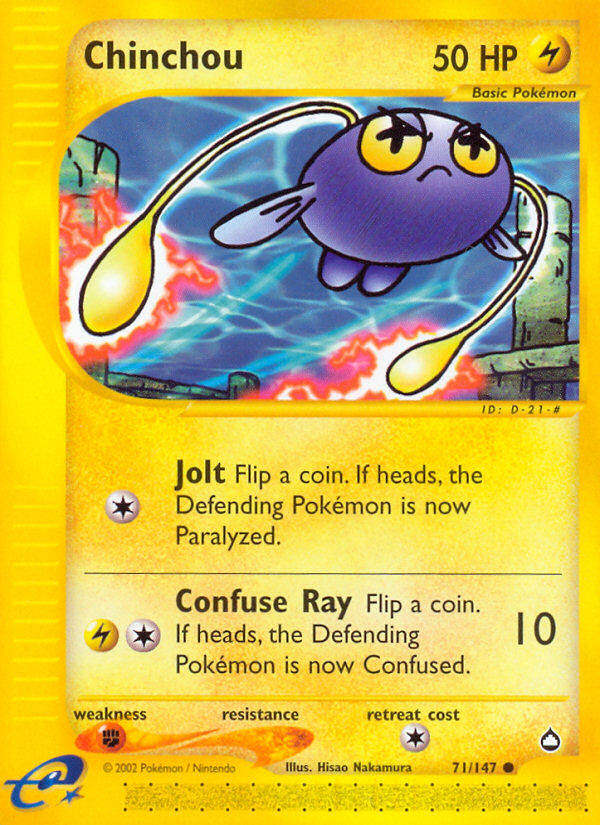 Chinchou 50 HP
Basic Pokémon
ID: D-21-#
Jolt Flip a coin. If heads, the
Defending Pokémon is now
Paralyzed.
Confuse Ray Flip a coin.
If heads, the Defending
Pokémon is now Confused.
10
weakness resistance retreat cost
© 2002 Pokémon / Nintendo Illus. Hisao Nakamura 71/147
e